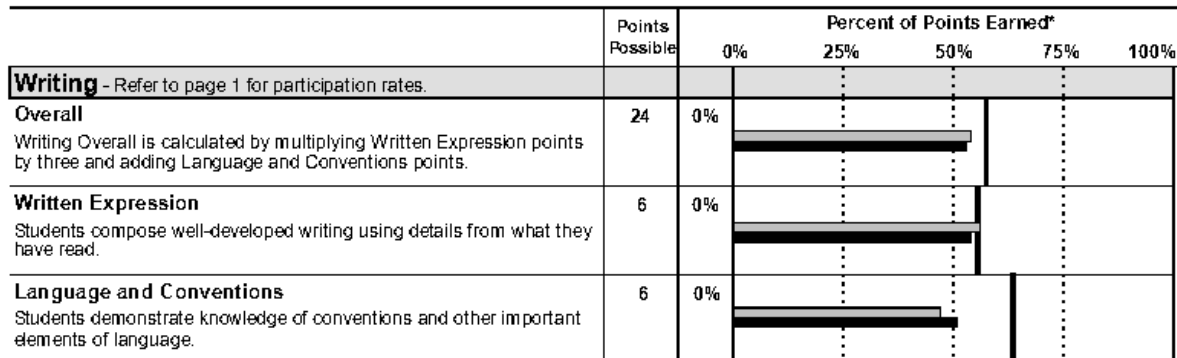 Points Possible
Percent of Points Earned*
0% 25% 50% 75% 100%
Writing - Refer to page 1 for participation rates.
Overall 24 0%
Writing Overall is calculated by multiplying Written Expression points
by three and adding Language and Conventions points.
Written Expression 6 0%
Students compose well-developed writing using details from what they
have read.
Language and Conventions 6 0%
Students demonstrate knowledge of conventions and other important
elements of language.